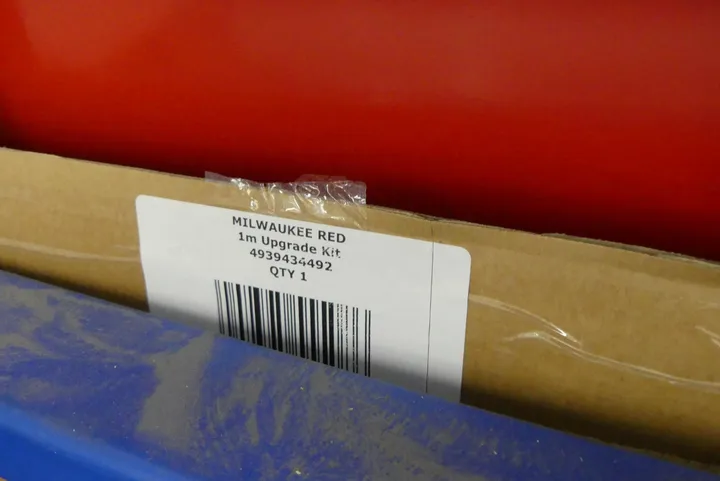 MILWAUKEE RED
1m Upgrade Kit
4939434492
QTY 1